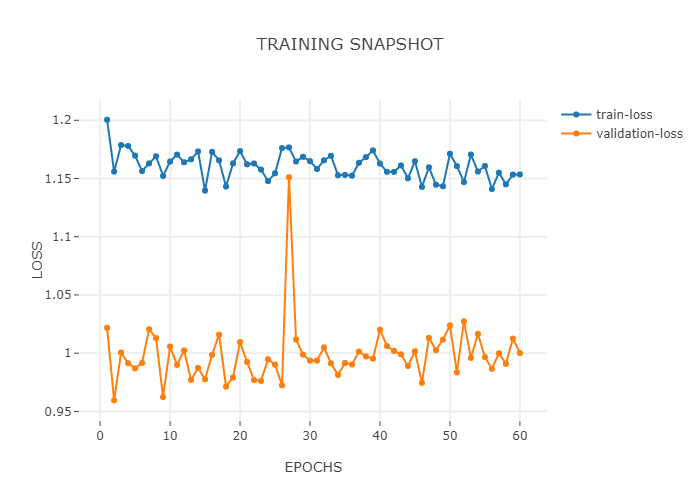 TRAINING SNAPSHOT
train-loss
validation-loss
1.2
1.15
1.1
1.05
1
0.95
LOSS
0 10 20 30 40 50 60
EPOCHS